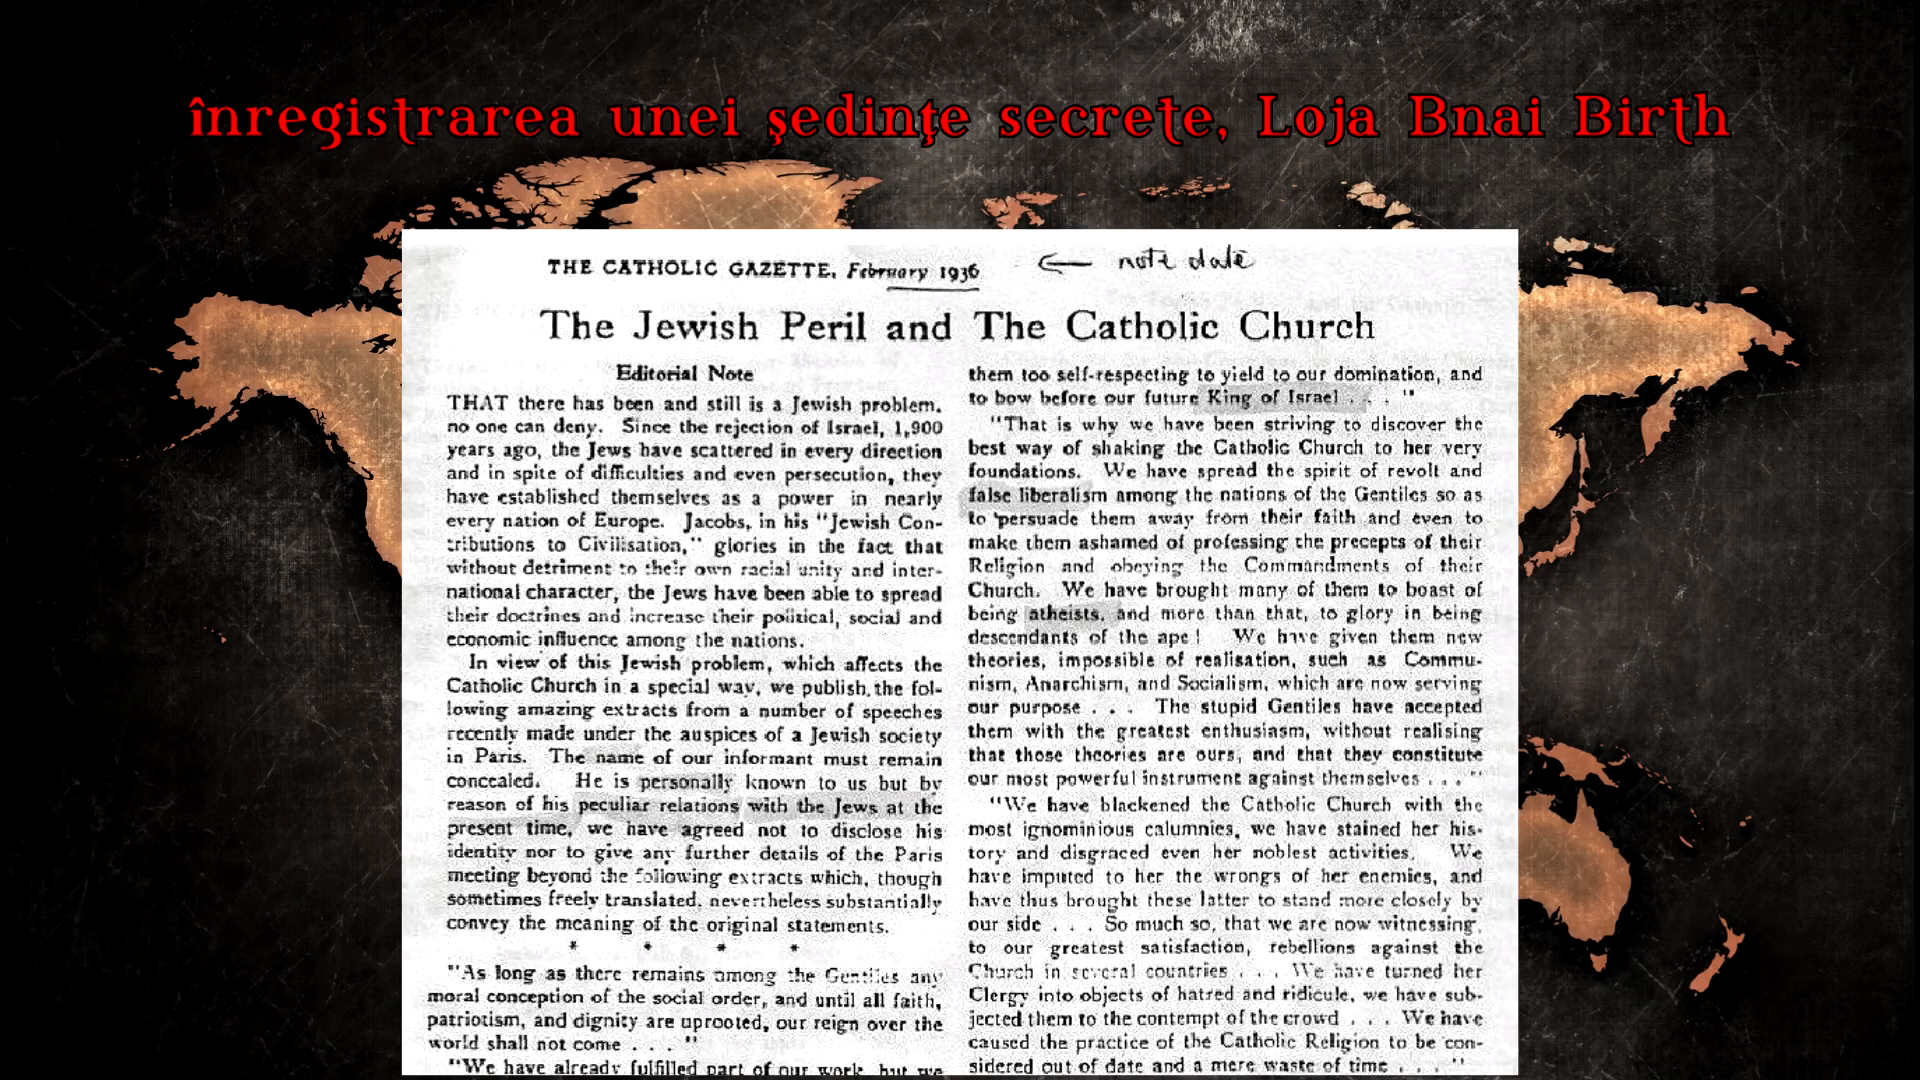 înregistrarea unei şedinţe secrete, Loja Bnai Birth
THE CATHOLIC GAZETTE, February 1936
note date
The Jewish Peril and The Catholic Church
Editorial Note
THAT there has been and still is a Jewish problem,
no one can deny. Since the rejection of Israel, 1,900
years ago, the Jews have scattered in every direction
and in spite of difficulties and even persecution, they
have established themselves as a power in nearly
every nation of Europe. Jacobs, in his "Jewish Con-
tributions to Civilisation," glories in the fact that
without detriment to their own racial unity and inter-
national character, the Jews have been able to spread
their doctrines and increase their political, social and
economic influence among the nations.
In view of this Jewish problem, which affects the
Catholic Church in a special way, we publish the fol-
lowing amazing extracts from a number of speeches
recently made under the auspices of a Jewish society
in Paris. The name of our informant must remain
concealed. He is personally known to us but by
reason of his peculiar relations with the Jews at the
present time, we have agreed not to disclose his
identity nor to give any further details of the Paris
meeting beyond the following extracts which, though
sometimes freely translated, nevertheless substantially
convey the meaning of the original statements.
* * * *
"As long as there remains among the Gentiles any
moral conception of the social order, and until all faith,
patriotism, and dignity are uprooted, our reign over the
world shall not come . . . "
"We have already fulfilled part of our work, but we
them too self-respecting to yield to our domination, and
to bow before our future King of Israel . . . "
"That is why we have been striving to discover the
best way of shaking the Catholic Church to her very
foundations. We have spread the spirit of revolt and
false liberalism among the nations of the Gentiles so as
to persuade them away from their faith and even to
make them ashamed of professing the precepts of their
Religion and obeying the Commandments of their
Church. We have brought many of them to boast of
being atheists, and more than that, to glory in being
descendants of the ape ! We have given them new
theories, impossible of realisation, such as Commu-
nism, Anarchism, and Socialism, which are now serving
our purpose . . . The stupid Gentiles have accepted
them with the greatest enthusiasm, without realising
that those theories are ours, and that they constitute
our most powerful instrument against themselves . . . "
"We have blackened the Catholic Church with the
most ignominious calumnies, we have stained her his-
tory and disgraced even her noblest activities. We
have imputed to her the wrongs of her enemies, and
have thus brought these latter to stand more closely by
our side . . . So much so, that we are now witnessing,
to our greatest satisfaction, rebellions against the
Church in several countries . . . We have turned her
Clergy into objects of hatred and ridicule, we have sub-
jected them to the contempt of the crowd . . . We have
caused the practice of the Catholic Religion to be con-
sidered out of date and a mere waste of time . . . "